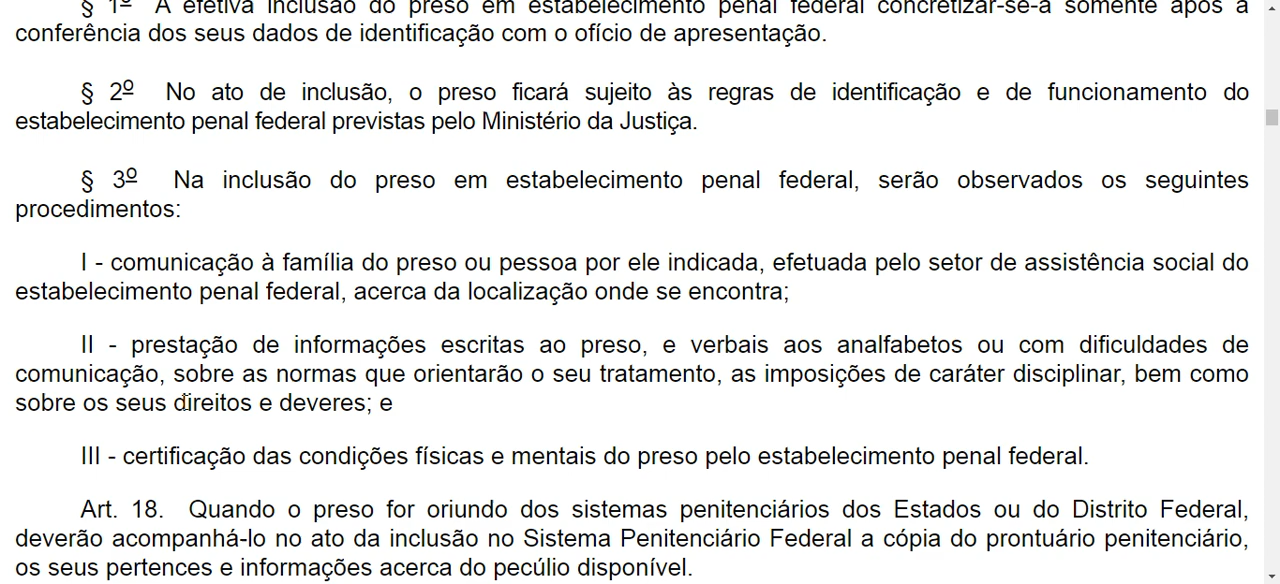 § 1º A efetiva inclusão do preso em estabelecimento penal federal concretizar-se-á somente após a
conferência dos seus dados de identificação com o ofício de apresentação.
§ 2º No ato de inclusão, o preso ficará sujeito às regras de identificação e de funcionamento do
estabelecimento penal federal previstas pelo Ministério da Justiça.
§ 3º Na inclusão do preso em estabelecimento penal federal, serão observados os seguintes
procedimentos:
I - comunicação à família do preso ou pessoa por ele indicada, efetuada pelo setor de assistência social do
estabelecimento penal federal, acerca da localização onde se encontra;
II - prestação de informações escritas ao preso, e verbais aos analfabetos ou com dificuldades de
comunicação, sobre as normas que orientarão o seu tratamento, as imposições de caráter disciplinar, bem como
sobre os seus direitos e deveres; e
III - certificação das condições físicas e mentais do preso pelo estabelecimento penal federal.
Art. 18. Quando o preso for oriundo dos sistemas penitenciários dos Estados ou do Distrito Federal,
deverão acompanhá-lo no ato da inclusão no Sistema Penitenciário Federal a cópia do prontuário penitenciário,
os seus pertences e informações acerca do pecúlio disponível.